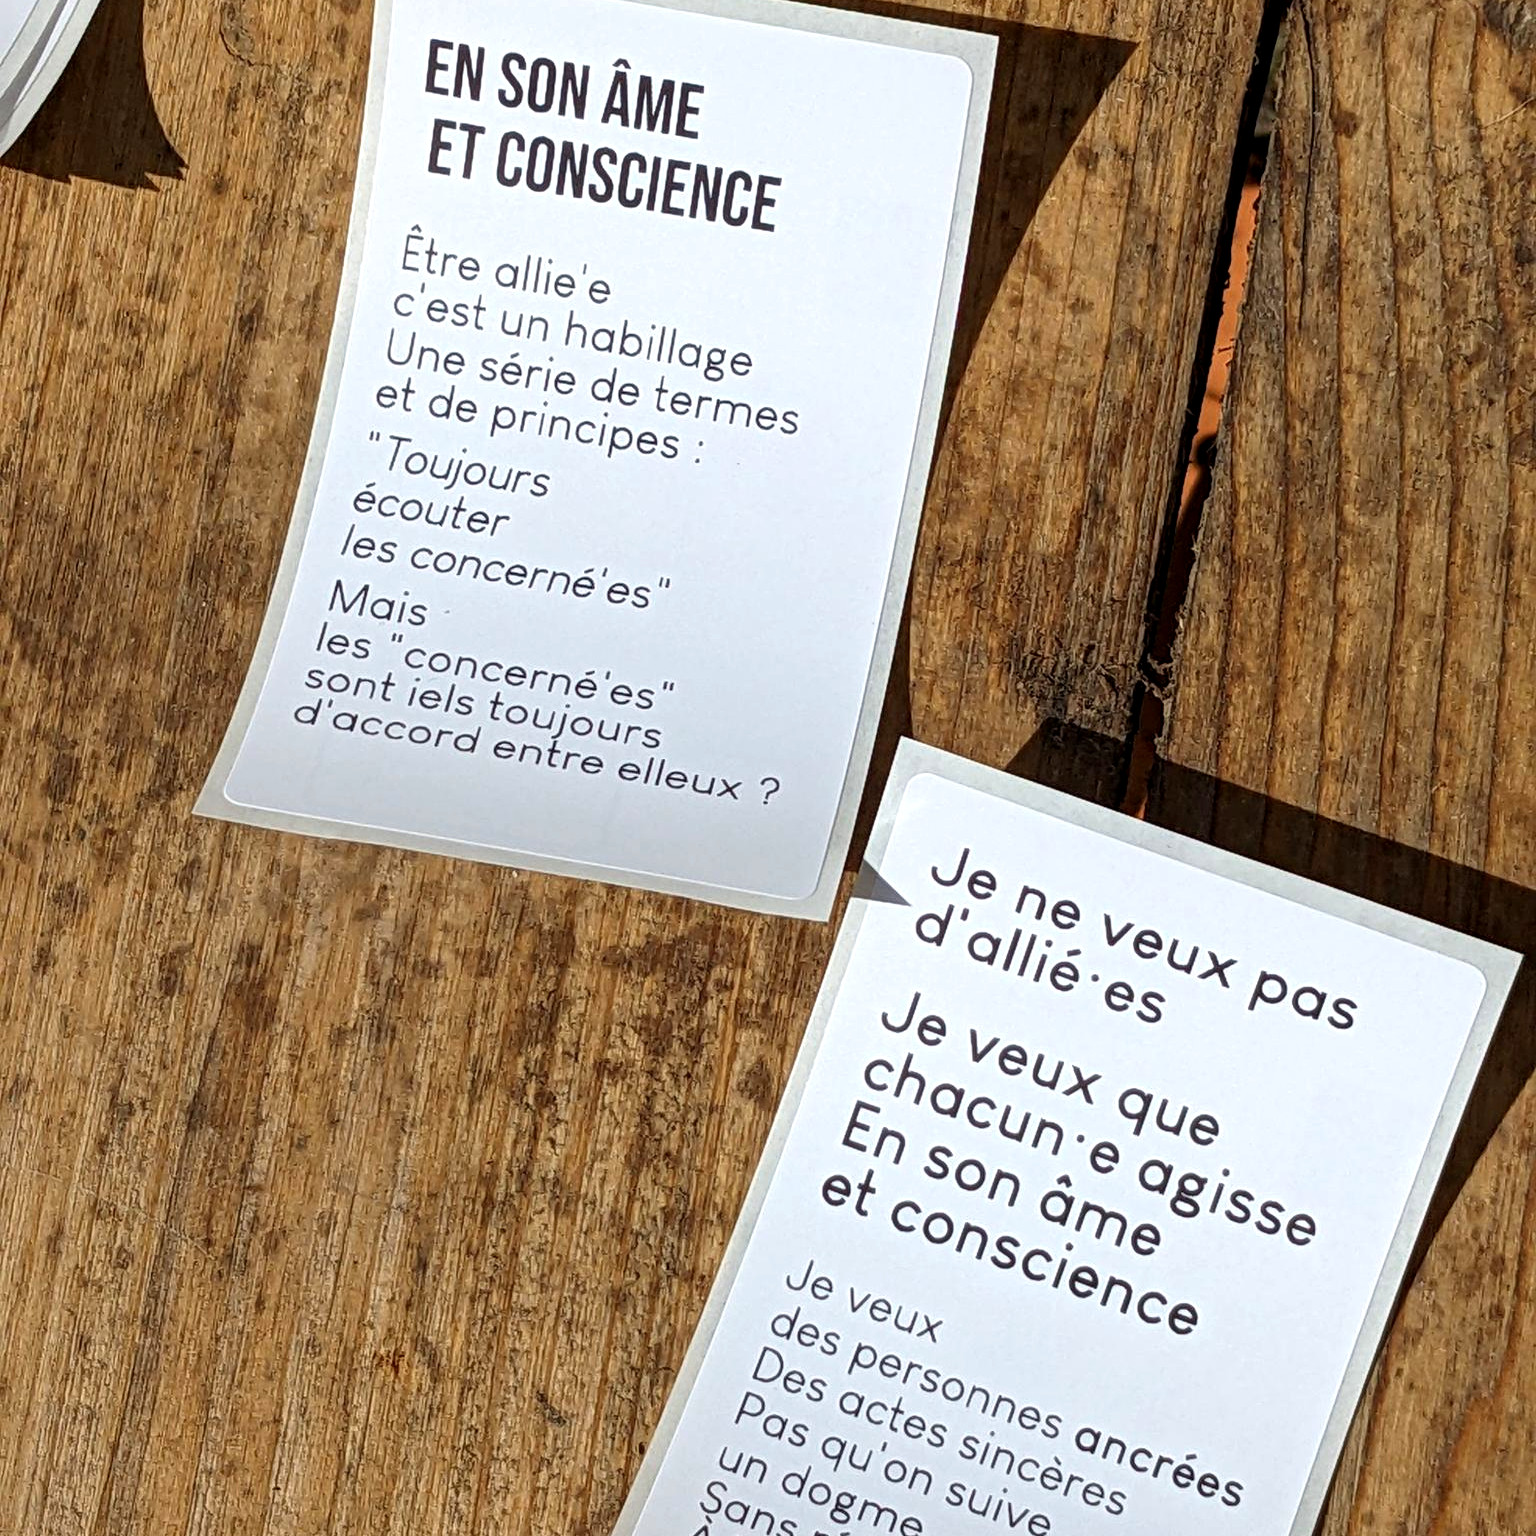 EN SON ÂME
ET CONSCIENCE
Être allie'e
c'est un habillage
Une série de termes
et de principes :
"Toujours
écouter
les concerné'es"
Mais
les "concerné'es"
sont iels toujours
d'accord entre elleux ?
Je ne veux pas
d'allié·es
Je veux que
chacun·e agisse
En son âme
et conscience
Je veux
des personnes ancrées
Des actes sincères
Pas qu'on suive
un dogme
Sans